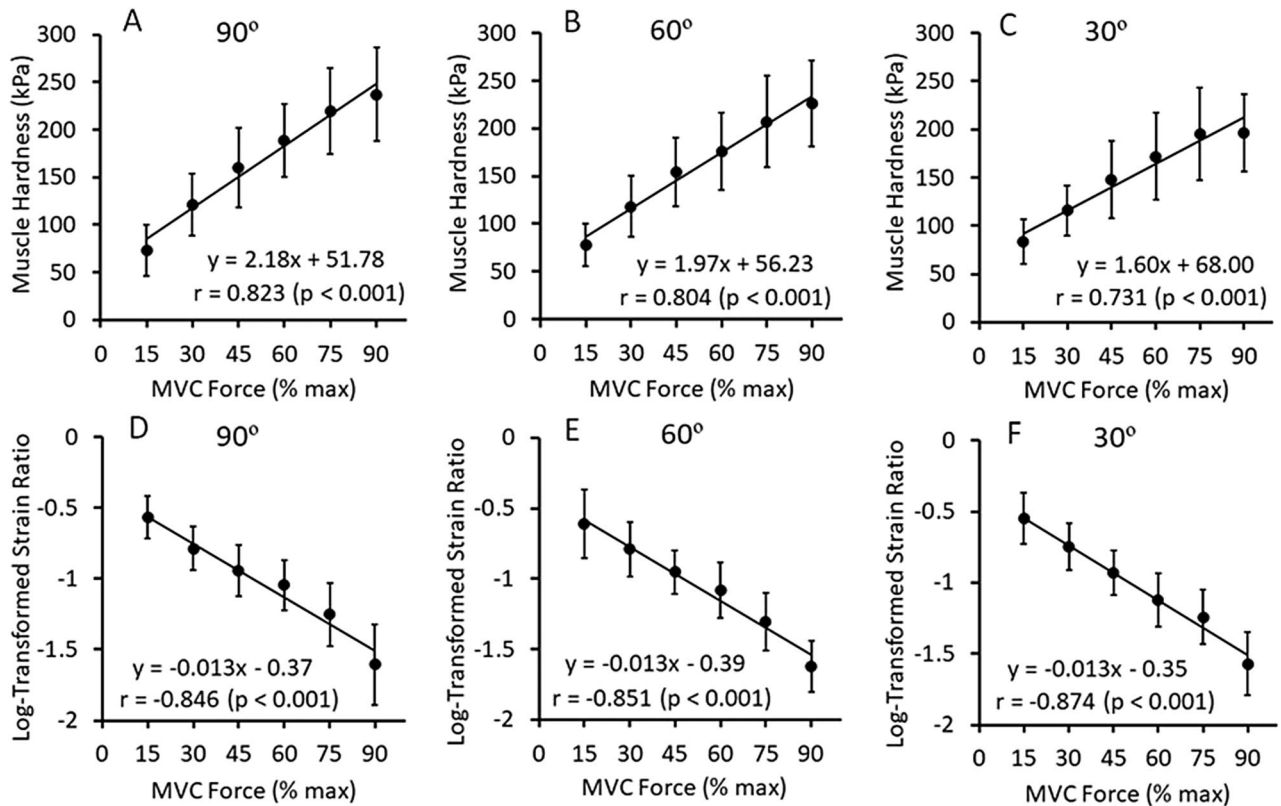 A
90º
Muscle Hardness (kPa)
300
250
200
150
100
50
0
y = 2.18x + 51.78
r = 0.823 (p < 0.001)
0 15 30 45 60 75 90
MVC Force (% max)
B
60º
Muscle Hardness (kPa)
300
250
200
150
100
50
0
y = 1.97x + 56.23
r = 0.804 (p < 0.001)
0 15 30 45 60 75 90
MVC Force (% max)
C
30º
Muscle Hardness (kPa)
300
250
200
150
100
50
0
y = 1.60x + 68.00
r = 0.731 (p < 0.001)
0 15 30 45 60 75 90
MVC Force (% max)
D
90º
Log-Transformed Strain Ratio
0
-0.5
-1
-1.5
-2
y = -0.013x - 0.37
r = -0.846 (p < 0.001)
0 15 30 45 60 75 90
MVC Force (% max)
E
60º
Log-Transformed Strain Ratio
0
-0.5
-1
-1.5
-2
y = -0.013x - 0.39
r = -0.851 (p < 0.001)
0 15 30 45 60 75 90
MVC Force (% max)
F
30º
Log-Transformed Strain Ratio
0
-0.5
-1
-1.5
-2
y = -0.013x - 0.35
r = -0.874 (p < 0.001)
0 15 30 45 60 75 90
MVC Force (% max)